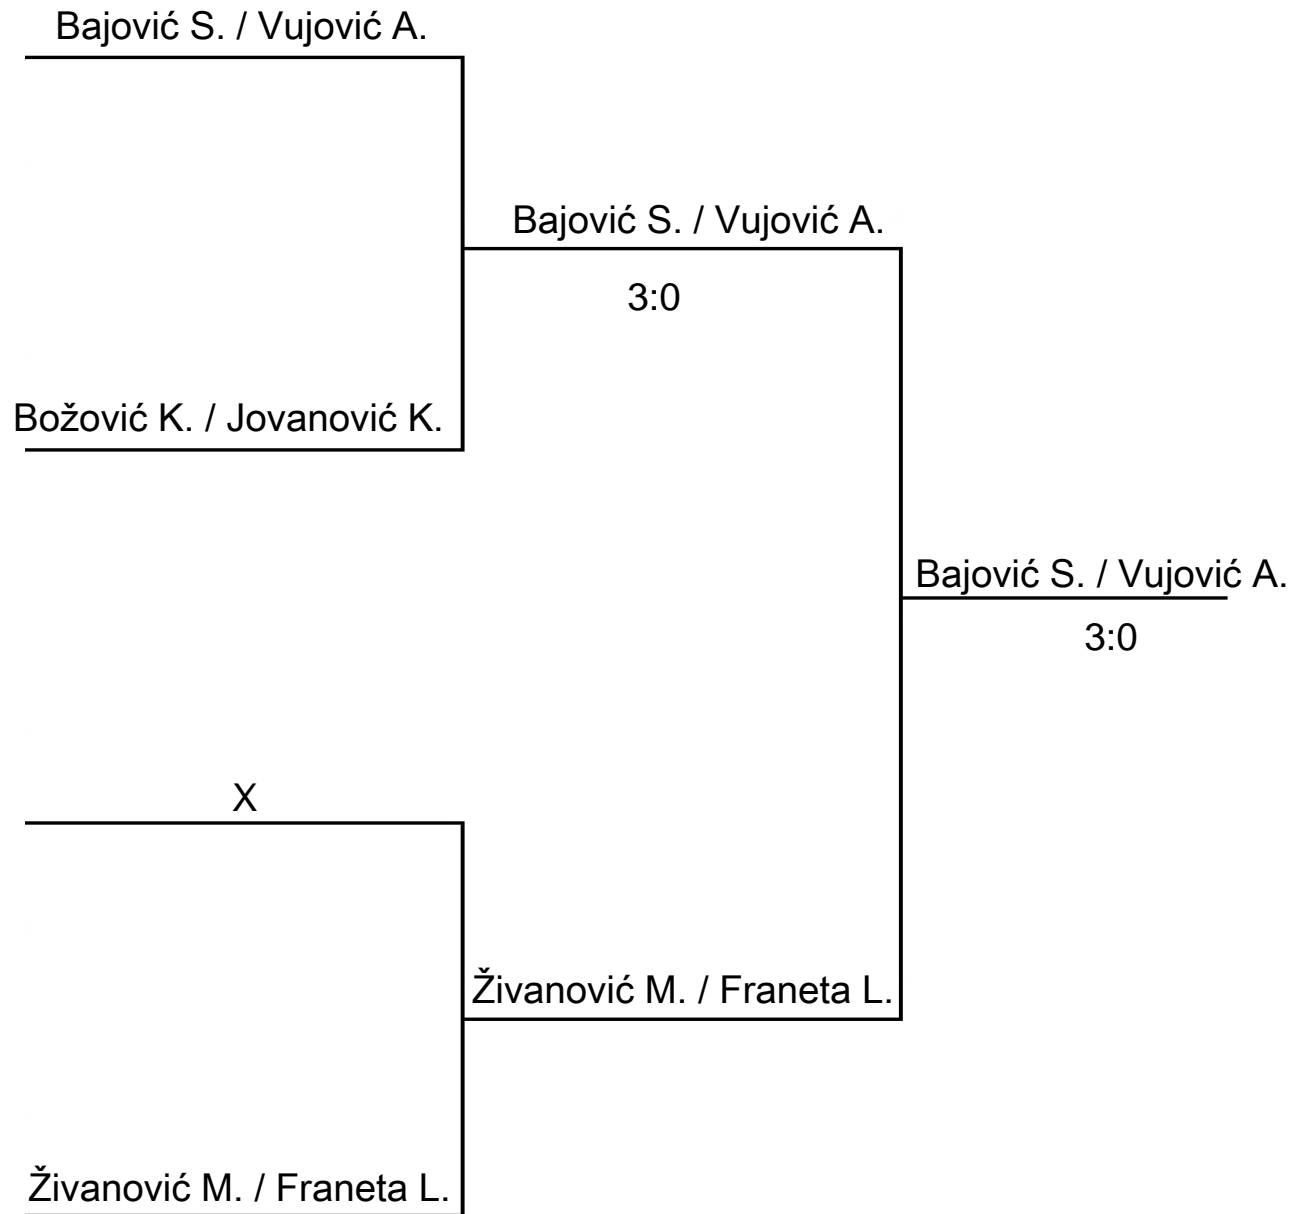 Bajović S. / Vujović A.
Bajović S. / Vujović A.
3:0
Božović K. / Jovanović K.
Bajović S. / Vujović A.
3:0
X
Živanović M. / Franeta L.
Živanović M. / Franeta L.